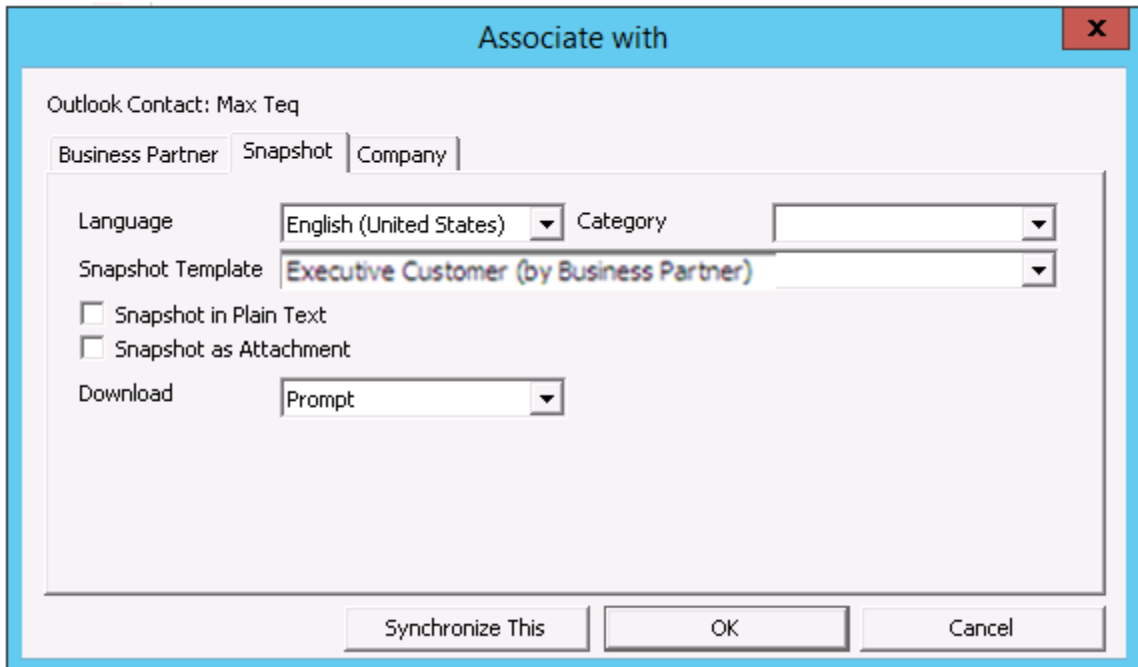 Associate with
x
Outlook Contact: Max Teq
Business Partner Snapshot Company
Language English (United States) Category
Snapshot Template Executive Customer (by Business Partner)
Snapshot in Plain Text
Snapshot as Attachment
Download Prompt
Synchronize This OK Cancel